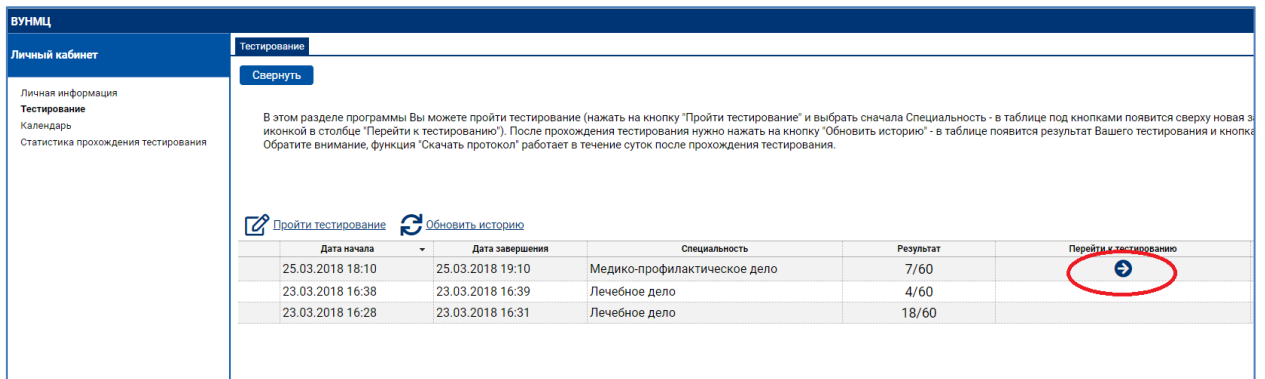 ВУНМЦ
Личный кабинет
Личная информация
Тестирование
Календарь
Статистика прохождения тестирования
Тестирование
Свернуть
В этом разделе программы Вы можете пройти тестирование (нажать на кнопку "Пройти тестирование" и выбрать сначала Специальность - в таблице под кнопками появится сверху новая
иконкой в столбце "Перейти к тестированию"). После прохождения тестирования нужно нажать на кнопку "Обновить историю" - в таблице появится результат Вашего тестирования и кнопка
Обратите внимание, функция "Скачать протокол" работает в течение суток после прохождения тестирования.
Пройти тестирование Обновить историю
Дата начала Дата завершения Специальность Результат Перейти к тестированию
25.03.2018 18:10 25.03.2018 19:10 Медико-профилактическое дело 7/60
23.03.2018 16:38 23.03.2018 16:39 Лечебное дело 4/60
23.03.2018 16:28 23.03.2018 16:31 Лечебное дело 18/60